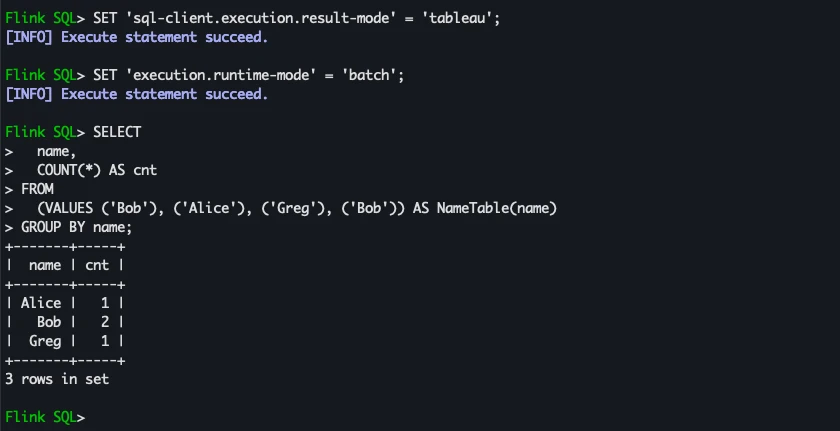 Flink SQL> SET 'sql-client.execution.result-mode' = 'tableau';
[INFO] Execute statement succeed.
Flink SQL> SET 'execution.runtime-mode' = 'batch';
[INFO] Execute statement succeed.
Flink SQL> SELECT
>   name,
>   COUNT(*) AS cnt
> FROM
>   (VALUES ('Bob'), ('Alice'), ('Greg'), ('Bob')) AS NameTable(name)
> GROUP BY name;
+-------+-----+
|  name | cnt |
+-------+-----+
| Alice |   1 |
|   Bob |   2 |
|  Greg |   1 |
+-------+-----+
3 rows in set
Flink SQL>